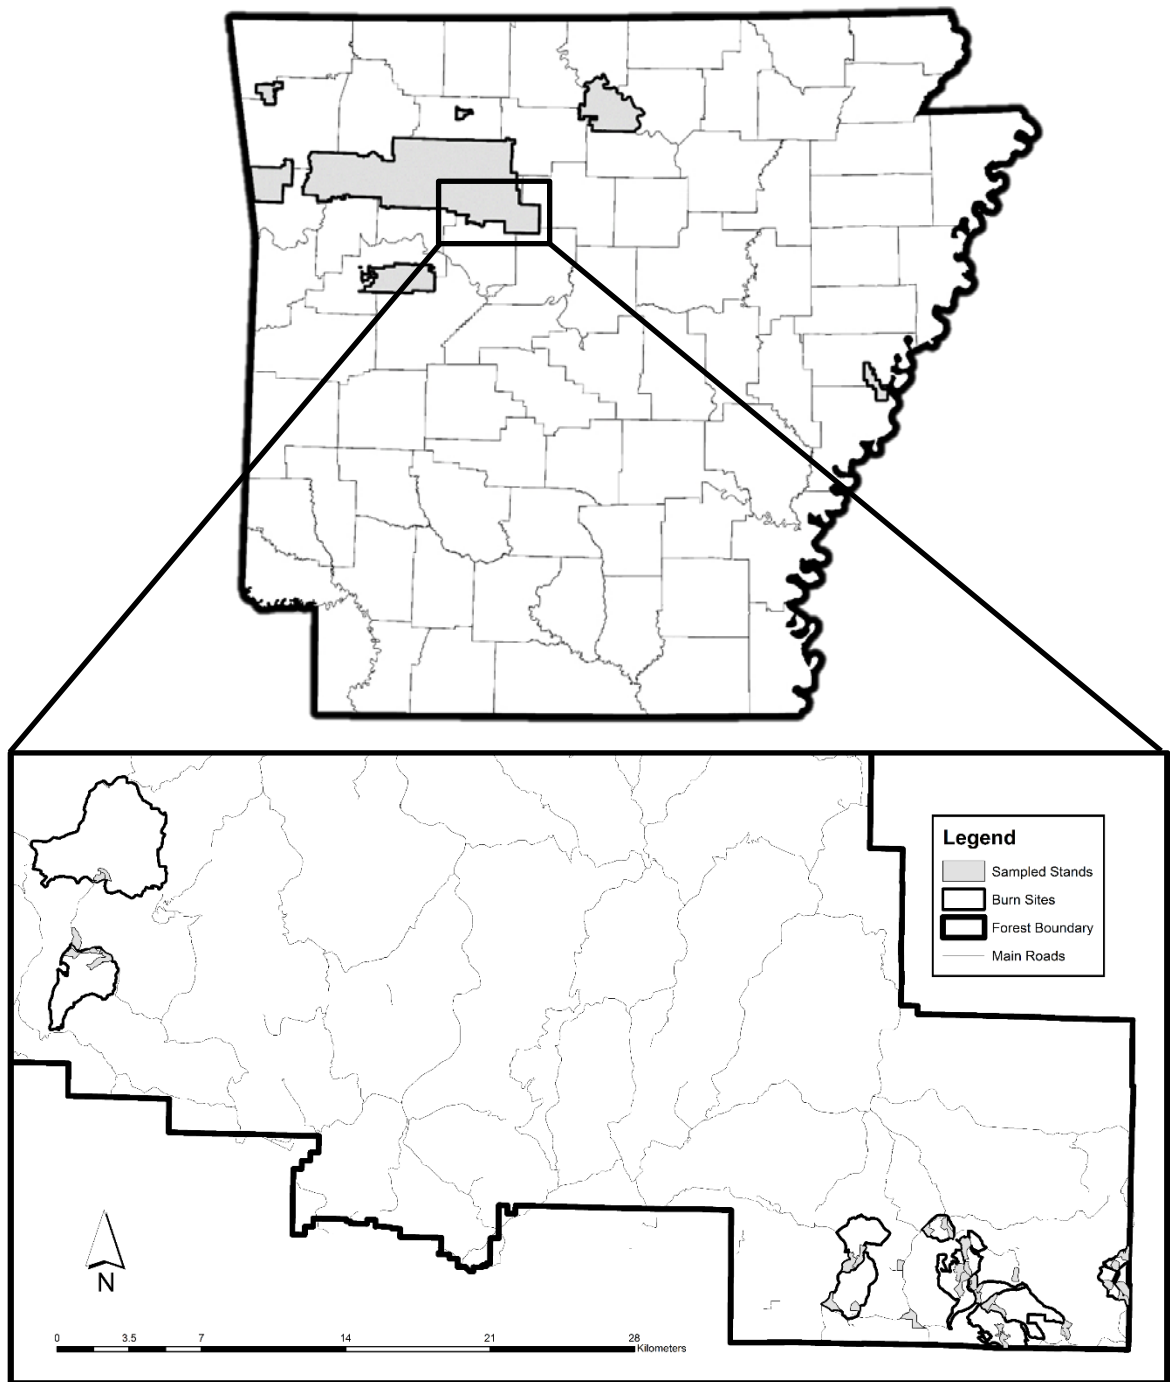 Legend
Sampled Stands
Burn Sites
Forest Boundary
Main Roads
N
0 3.5 7 14 21 28
Kilometers